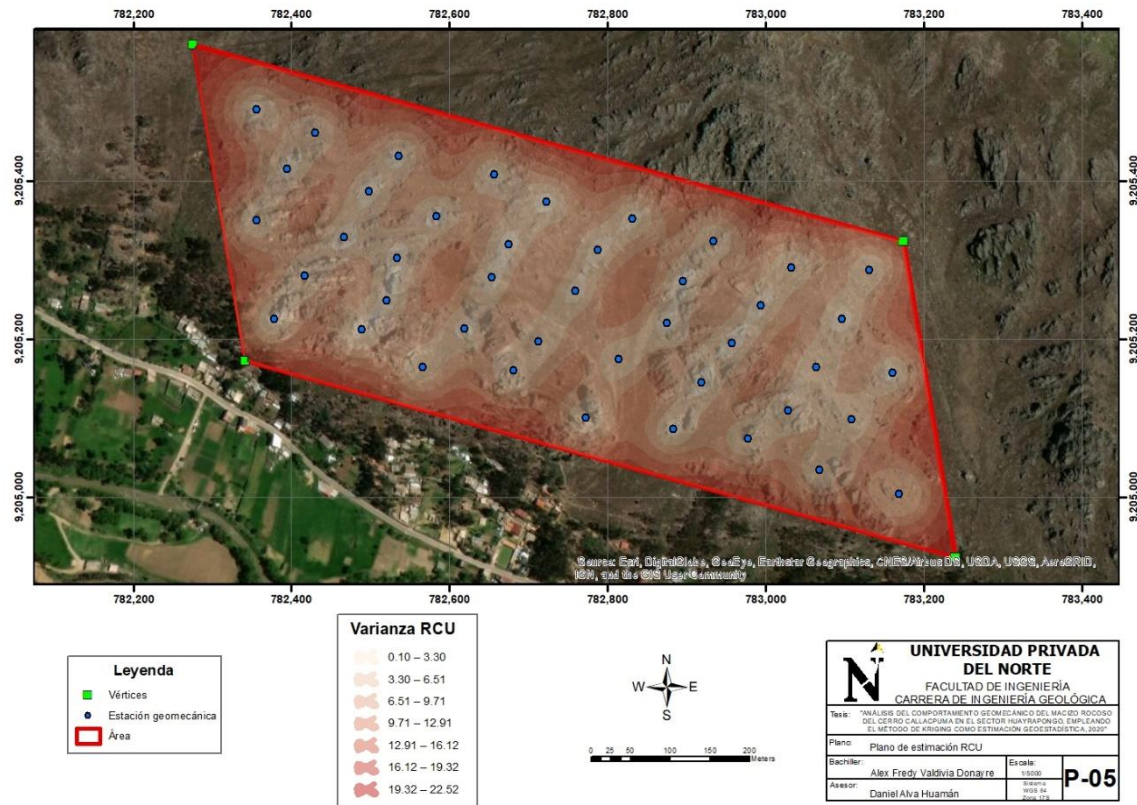 782,200 782,400 782,600 782,800 783,000 783,200 783,400
9,205,400 9,205,400
9,205,200 9,205,200
9,205,000 9,205,000
Source: Esri, DigitalGlobe, GeoEye, Earthstar Geographics, CNES/Airbus DS, USDA, USGS, AeroGRID,
IGN, and the GIS User Community
782,200 782,400 782,600 782,800 783,000 783,200 783,400
Leyenda
Vértices
Estación geomecánica
Área
Varianza RCU
0.10 – 3.30
3.30 – 6.51
6.51 – 9.71
9.71 – 12.91
12.91 – 16.12
16.12 – 19.32
19.32 – 22.52
N
W E
S
0 25 50 100 150 200
Meters
N
UNIVERSIDAD PRIVADA
DEL NORTE
FACULTAD DE INGENIERÍA
CARRERA DE INGENIERÍA GEOLÓGICA
Tesis: "ANÁLISIS DEL COMPORTAMIENTO GEOMECÁNICO DEL MACIZO ROCOSO
DEL CERRO CALLACPUMA EN EL SECTOR HUAYRAPONGO, EMPLEANDO
EL MÉTODO DE KRIGING COMO ESTIMACIÓN GEOESTADÍSTICA, 2020"
Plano: Plano de estimación RCU
Bachiller: Alex Fredy Valdivia Donayre
Asesor: Daniel Alva Huamán
Escala:
1:5000
Sistema
WGS 84
Zona 17S
P-05